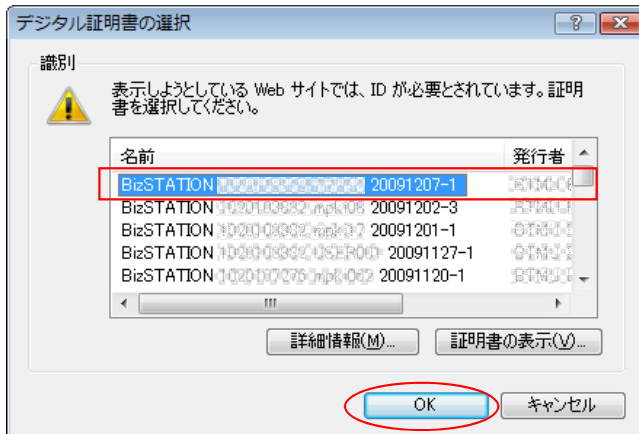 デジタル証明書の選択
識別
表示しようとしている Web サイトでは、ID が必要とされています。証明
書を選択してください。
名前 発行者
BizSTATION 20091207-1
BizSTATION 20091202-3
BizSTATION 20091201-1
BizSTATION 20091127-1
BizSTATION 20091120-1
詳細情報(M)... 証明書の表示(V)...
OK キャンセル